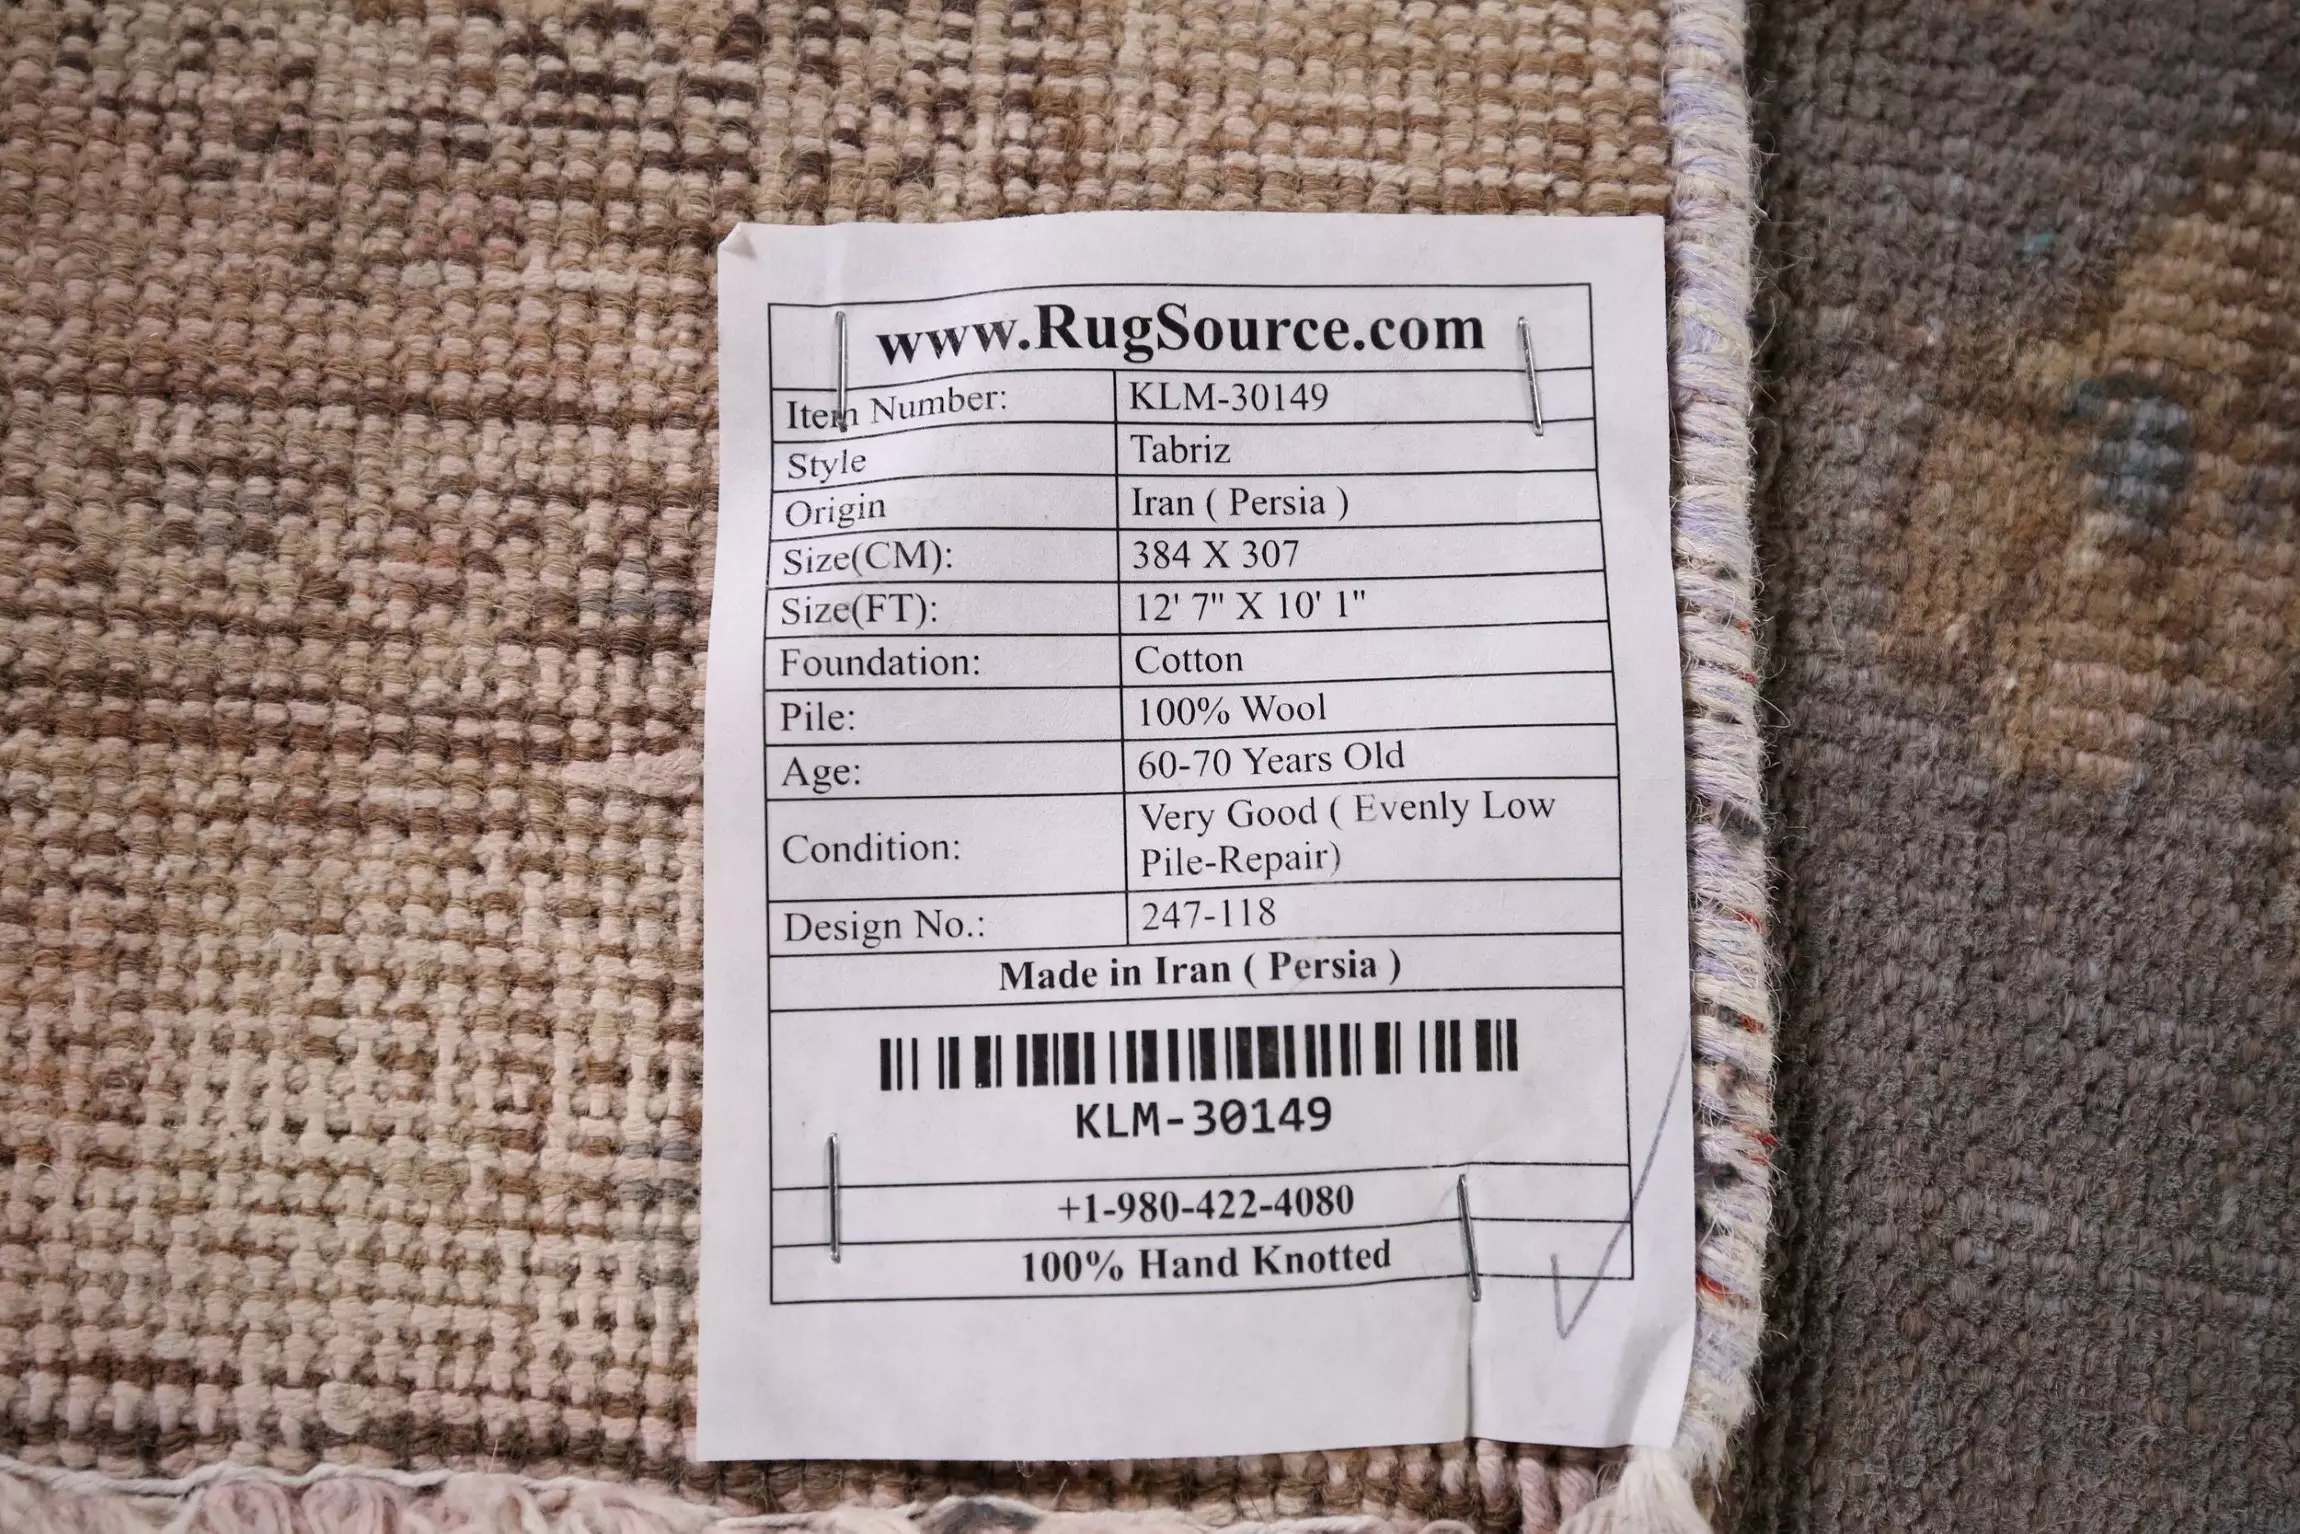 www.RugSource.com
Item Number: KLM-30149
Style Tabriz
Origin Iran ( Persia )
Size(CM): 384 X 307
Size(FT): 12' 7" X 10' 1"
Foundation: Cotton
Pile: 100% Wool
Age: 60-70 Years Old
Condition: Very Good ( Evenly Low
Pile-Repair)
Design No.: 247-118
Made in Iran ( Persia )
KLM-30149
+1-980-422-4080
100% Hand Knotted